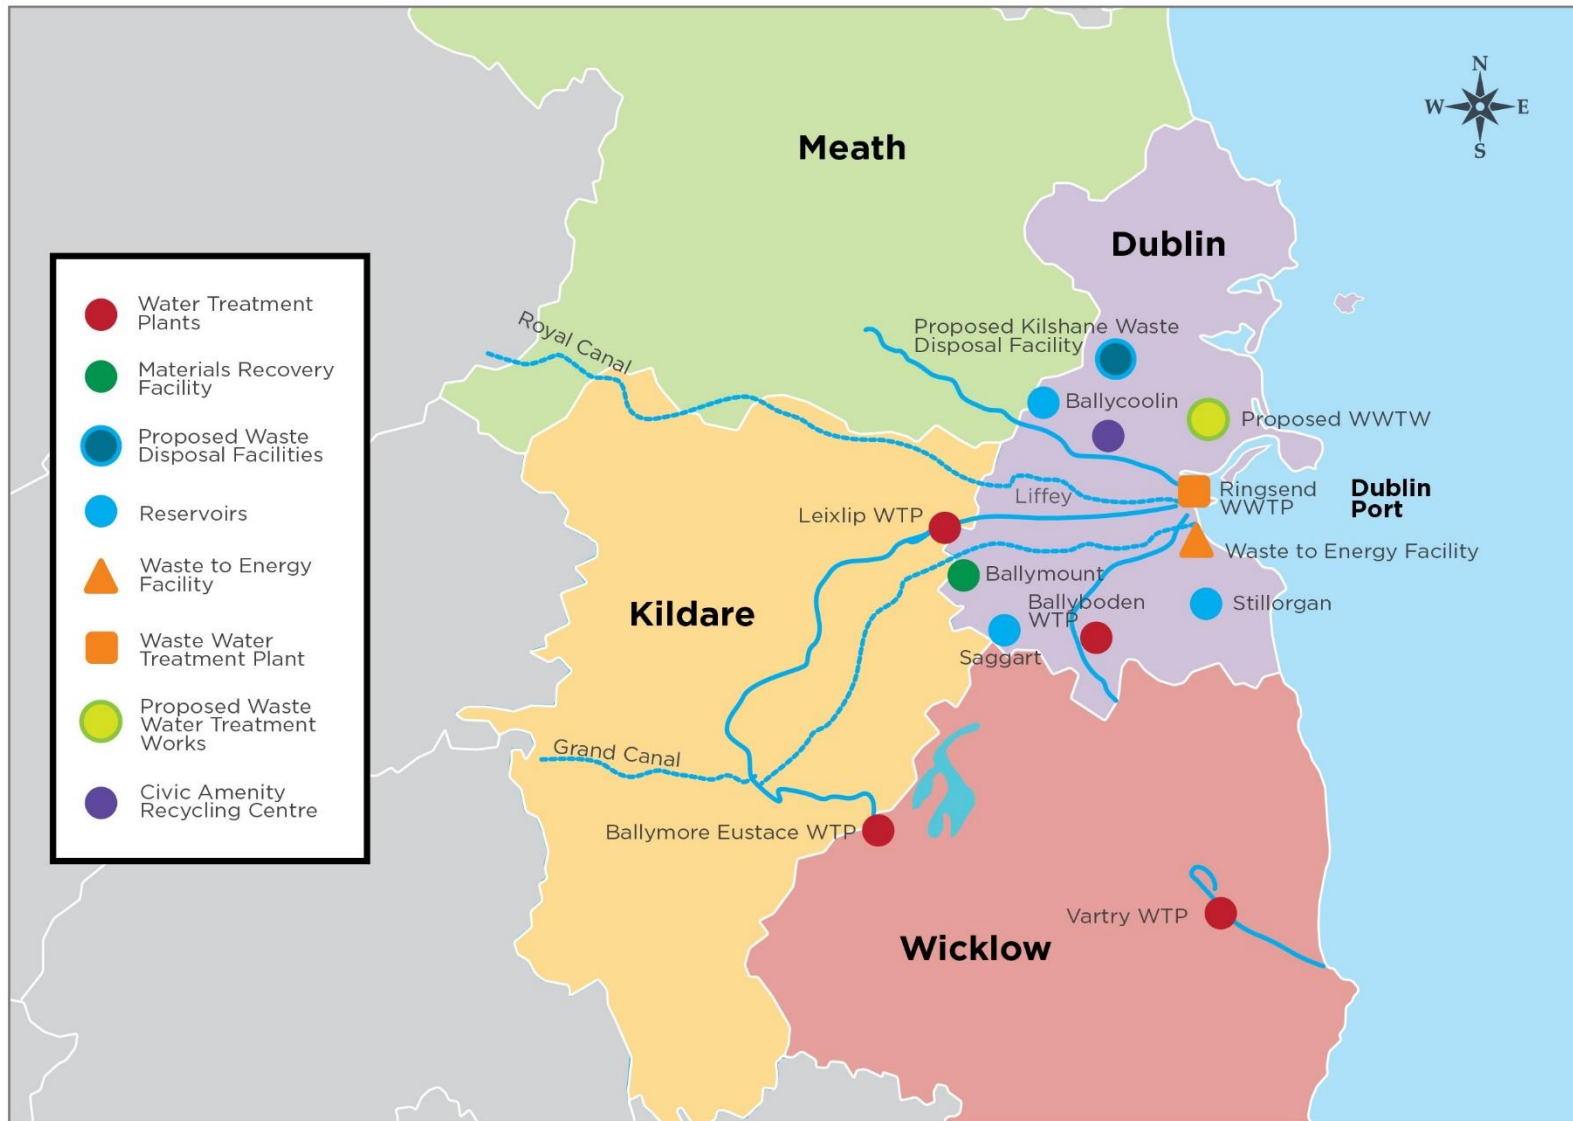 N
W E
S
Meath
Dublin
Water Treatment
Plants
Materials Recovery
Facility
Proposed Waste
Disposal Facilities
Reservoirs
Waste to Energy
Facility
Waste Water
Treatment Plant
Proposed Waste
Water Treatment
Works
Civic Amenity
Recycling Centre
Royal Canal
Proposed Kilshane Waste
Disposal Facility
Ballycoolin
Proposed WWTW
Liffey
Ringsend
WWTP
Dublin
Port
Leixlip WTP
Waste to Energy Facility
Ballymount
Kildare
Ballyboden
WTP
Stillorgan
Saggart
Grand Canal
Ballymore Eustace WTP
Vartry WTP
Wicklow